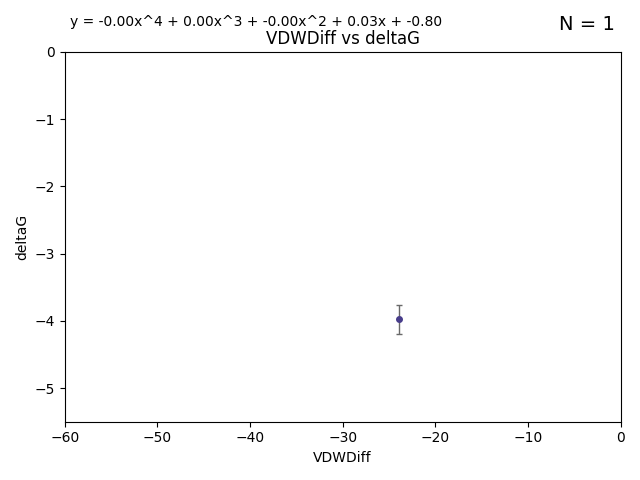 y = -0.00x^4 + 0.00x^3 + -0.00x^2 + 0.03x + -0.80
N = 1
VDWDiff vs deltaG
0
−1
−2
−3
−4
−5
deltaG
−60 −50 −40 −30 −20 −10 0
VDWDiff